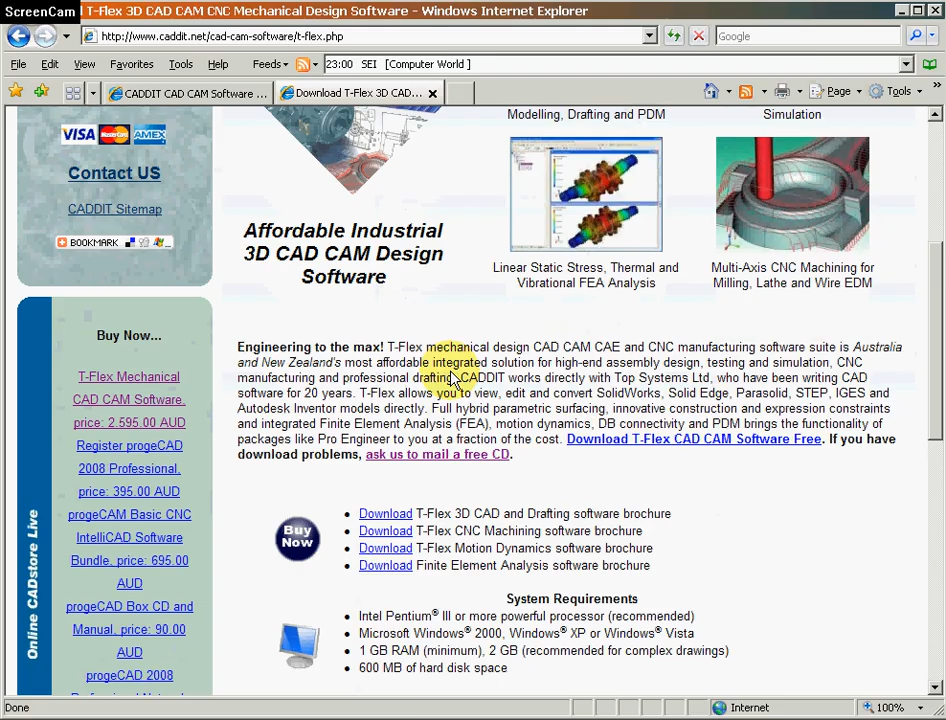 ScreenCam
T-Flex 3D CAD CAM CNC Mechanical Design Software - Windows Internet Explorer
http://www.caddit.net/cad-cam-software/t-flex.php
Google
File Edit View Favorites Tools Help
Feeds
23:00 SEI [Computer World ]
CADDIT CAD CAM Software ...
Download T-Flex 3D CAD...
Page
Tools
VISA MasterCard AMEX
Contact US
CADDIT Sitemap
BOOKMARK
Buy Now...
T-Flex Mechanical
CAD CAM Software,
price: 2.595.00 AUD
Register progeCAD
2008 Professional,
price: 395.00 AUD
progeCAM Basic CNC
IntelliCAD Software
Bundle, price: 695.00
AUD
progeCAD Box CD and
Manual, price: 90.00
AUD
progeCAD 2008
Online CADstore Live
Affordable Industrial
3D CAD CAM Design
Software
Modelling, Drafting and PDM
Simulation
Linear Static Stress, Thermal and
Vibrational FEA Analysis
Multi-Axis CNC Machining for
Milling, Lathe and Wire EDM
Engineering to the max! T-Flex mechanical design CAD CAM CAE and CNC manufacturing software suite is Australia
and New Zealand's most affordable integrated solution for high-end assembly design, testing and simulation, CNC
manufacturing and professional drafting. CADDIT works directly with Top Systems Ltd, who have been writing CAD
software for 20 years. T-Flex allows you to view, edit and convert SolidWorks, Solid Edge, Parasolid, STEP, IGES and
Autodesk Inventor models directly. Full hybrid parametric surfacing, innovative construction and expression constraints
and integrated Finite Element Analysis (FEA), motion dynamics, DB connectivity and PDM brings the functionality of
packages like Pro Engineer to you at a fraction of the cost. Download T-Flex CAD CAM Software Free. If you have
download problems, ask us to mail a free CD.
Buy
Now
• Download T-Flex 3D CAD and Drafting software brochure
• Download T-Flex CNC Machining software brochure
• Download T-Flex Motion Dynamics software brochure
• Download Finite Element Analysis software brochure
System Requirements
• Intel Pentium® III or more powerful processor (recommended)
• Microsoft Windows® 2000, Windows® XP or Windows® Vista
• 1 GB RAM (minimum), 2 GB (recommended for complex drawings)
• 600 MB of hard disk space
Done
Internet
100%